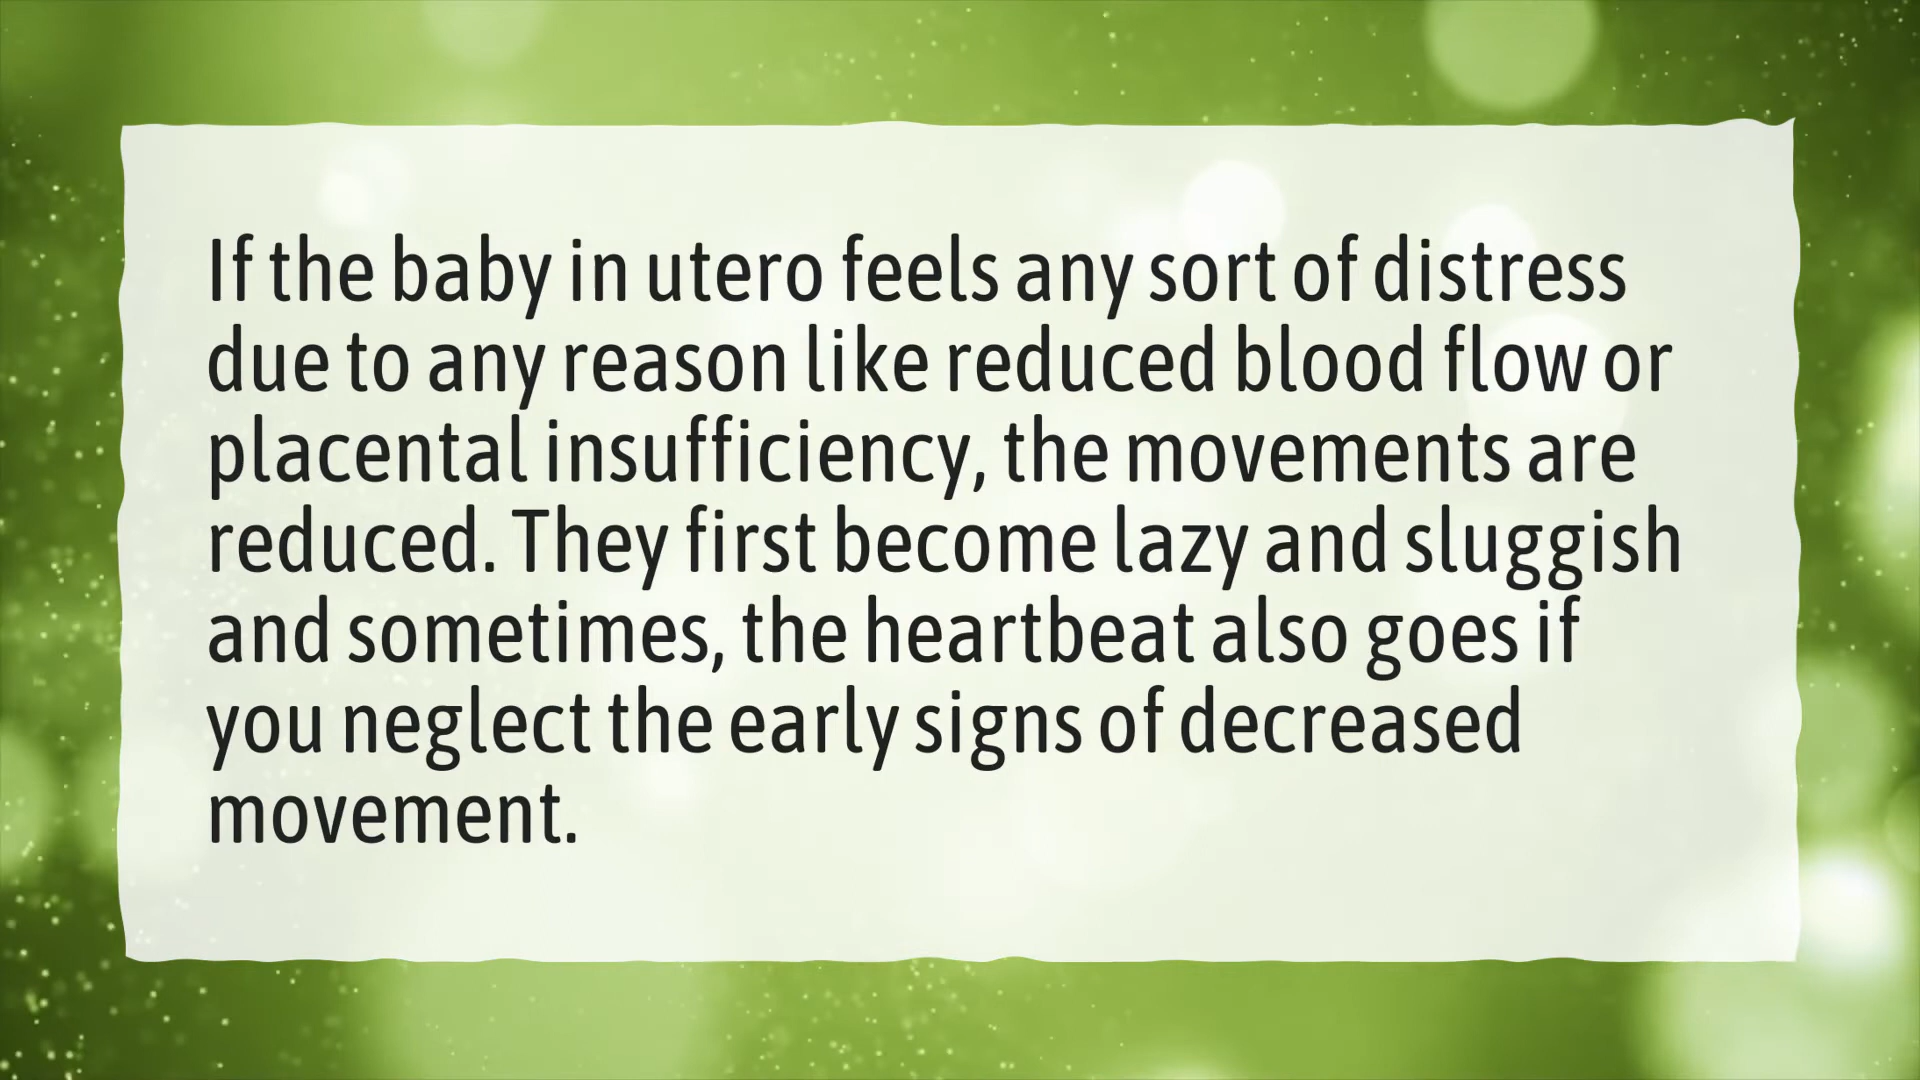 If the baby in utero feels any sort of distress
due to any reason like reduced blood flow or
placental insufficiency, the movements are
reduced. They first become lazy and sluggish
and sometimes, the heartbeat also goes if
you neglect the early signs of decreased
movement.